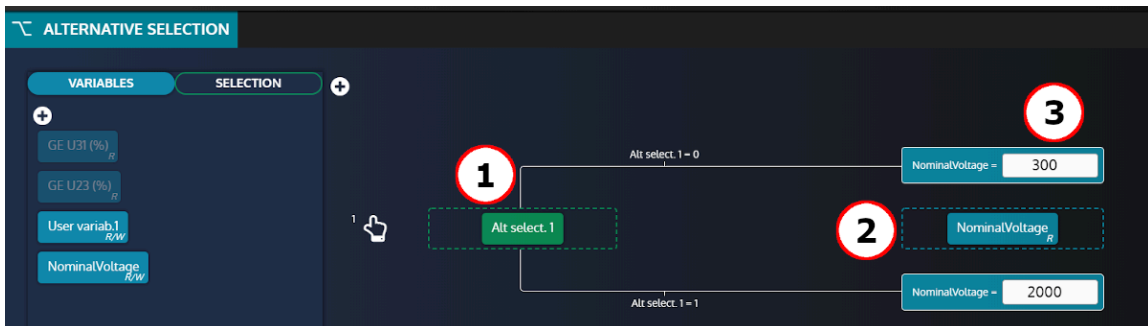 ALTERNATIVE SELECTION
VARIABLES
SELECTION
GE U31 (%)
R
GE U23 (%)
R
User variab.1
R/W
NominalVoltage
R/W
1
1
Alt select. 1
Alt select. 1 = 0
Alt select. 1 = 1
3
NominalVoltage =
300
2
NominalVoltage
R
NominalVoltage =
2000